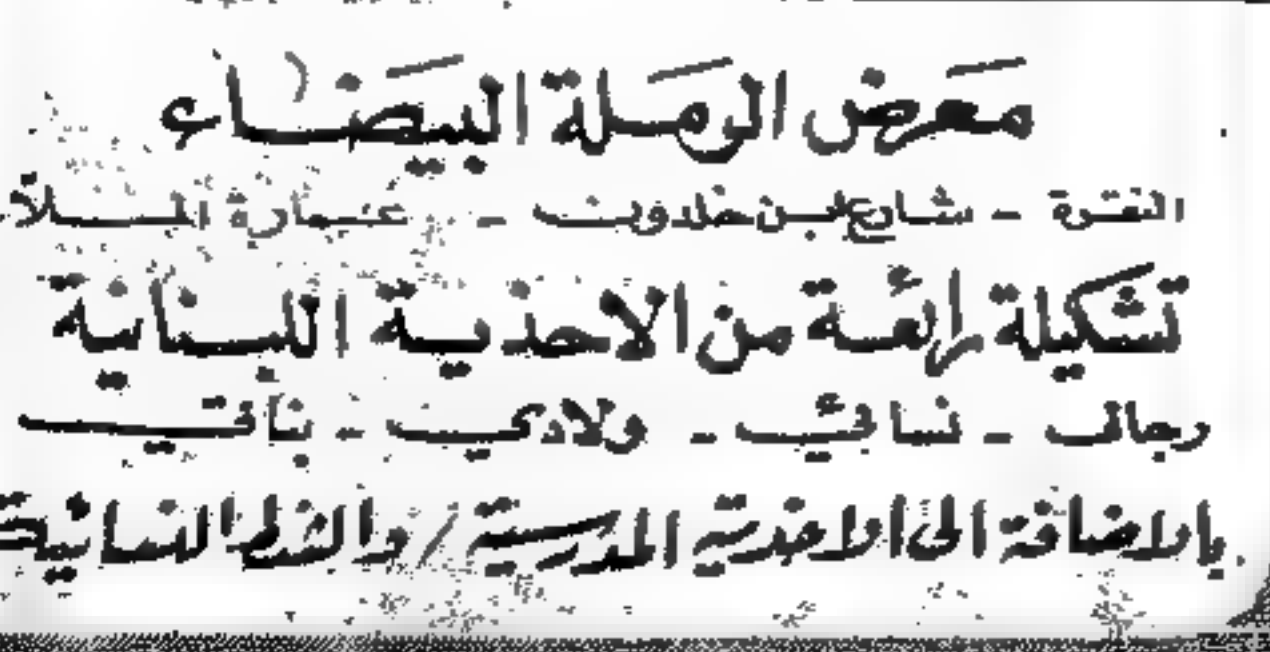 معرض الرملة البيضاء
النقرة - شارع ابن خلدون - عمارة الملا
تشكيلة رائعة من الاحذية اللبنانية
رجالي - نسائي - ولادي - بناتي
بالاضافة الى الاحذية المدرسية / والشنط النسائية